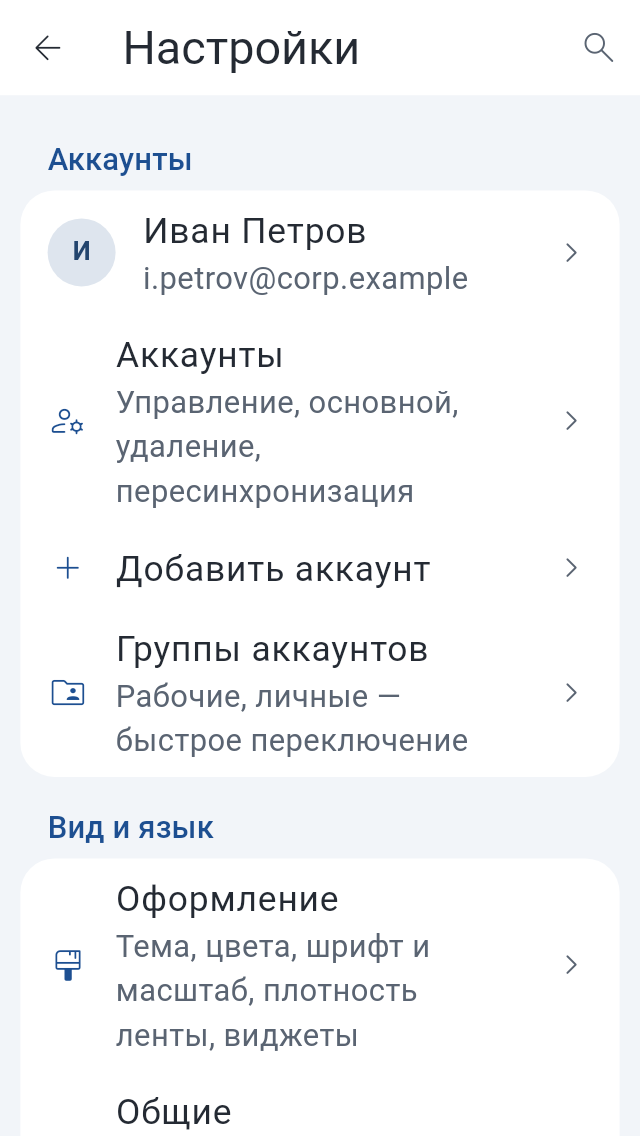 Настройки
Аккаунты
И
Иван Петров
i.petrov@corp.example
Аккаунты
Управление, основной,
удаление,
пересинхронизация
Добавить аккаунт
Группы аккаунтов
Рабочие, личные —
быстрое переключение
Вид и язык
Оформление
Тема, цвета, шрифт и
масштаб, плотность
ленты, виджеты
Общие